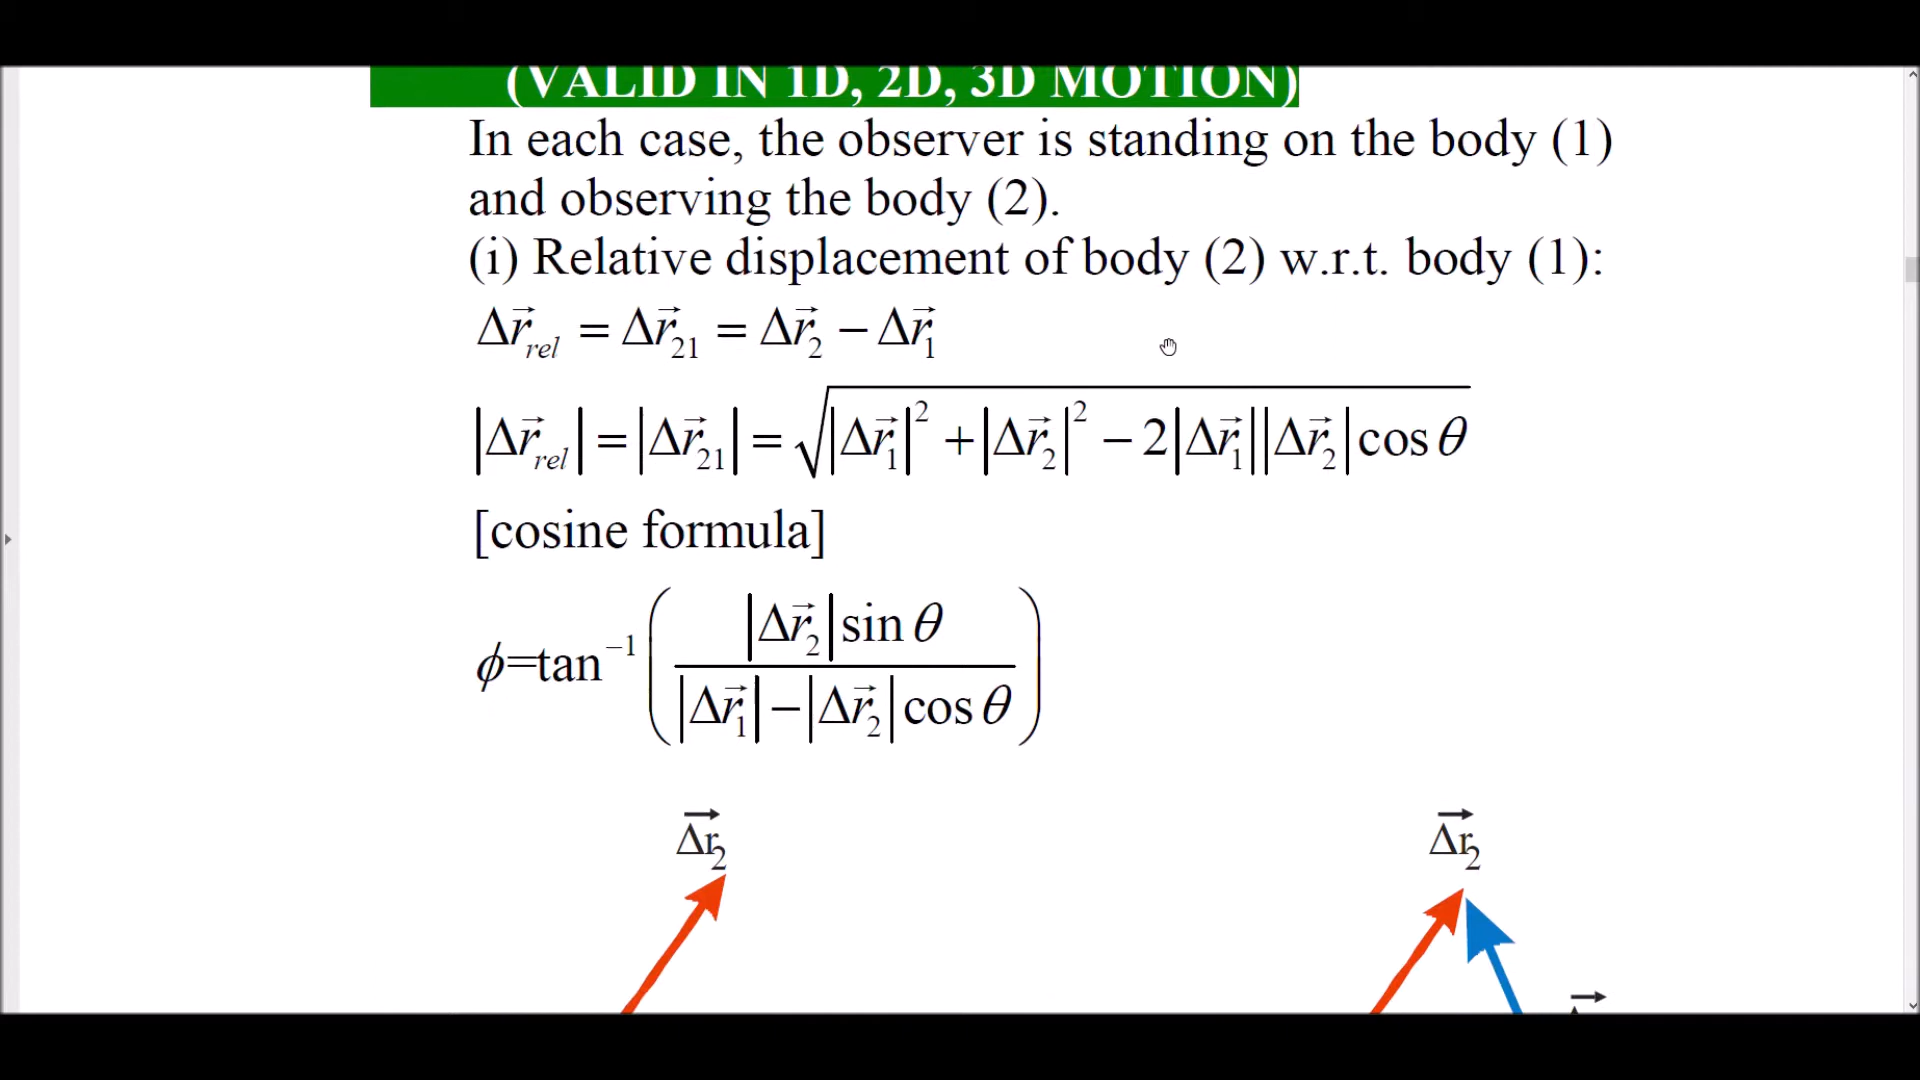 (VALID IN 1D, 2D, 3D MOTION)
In each case, the observer is standing on the body (1)
and observing the body (2).
(i) Relative displacement of body (2) w.r.t. body (1):
Δr⃗_rel = Δr⃗_21 = Δr⃗_2 − Δr⃗_1
|Δr⃗_rel| = |Δr⃗_21| = √(|Δr⃗_1|² + |Δr⃗_2|² − 2|Δr⃗_1||Δr⃗_2| cos θ)
[cosine formula]
ϕ=tan⁻¹(|Δr⃗_2| sin θ / (|Δr⃗_1| − |Δr⃗_2| cos θ))
Δr⃗_2
Δr⃗_2